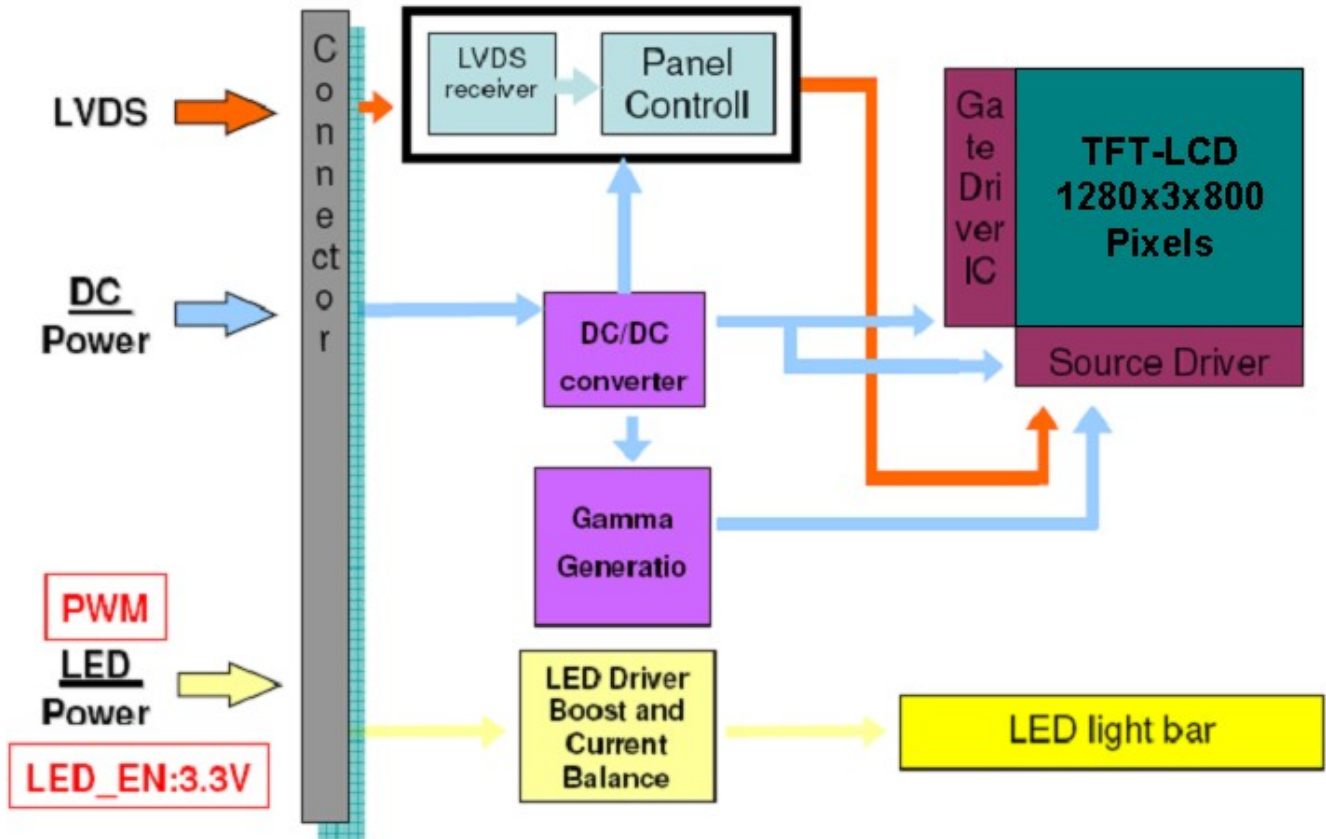 LVDS
DC
Power
PWM
LED
Power
LED_EN:3.3V
C
o
n
n
e
ct
o
r
LVDS
receiver
Panel
Controll
DC/DC
converter
Gamma
Generatio
LED Driver
Boost and
Current
Balance
Ga
te
Dri
ver
IC
TFT-LCD
1280x3x800
Pixels
Source Driver
LED light bar